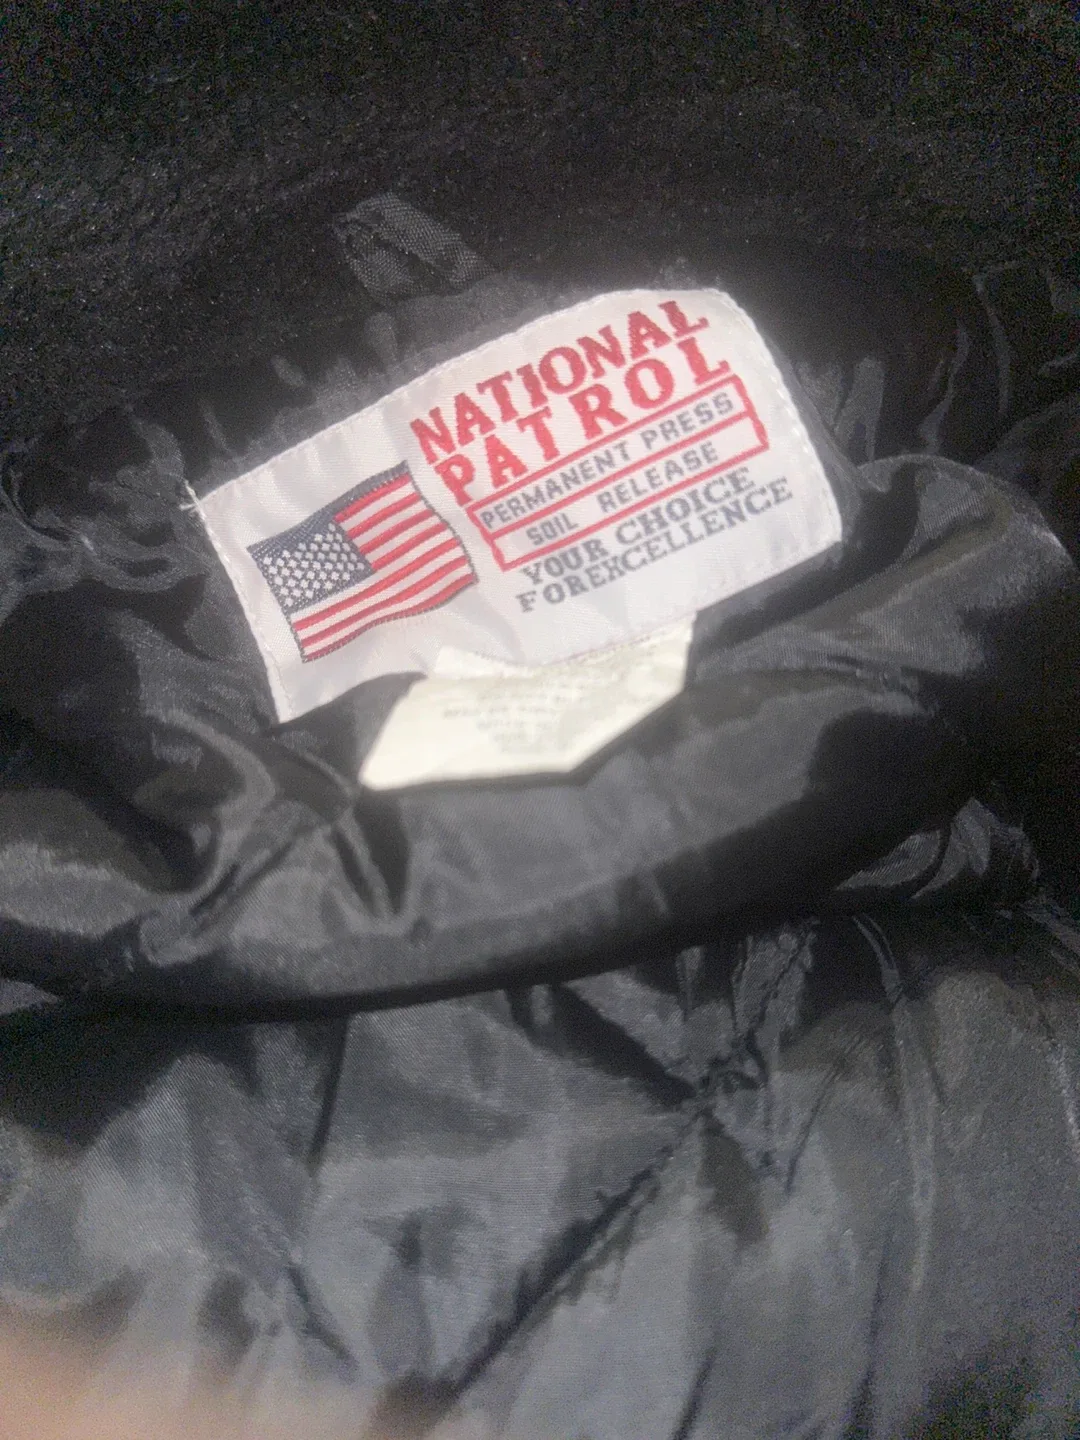 NATIONAL
PATROL
PERMANENT PRESS
SOIL RELEASE
YOUR CHOICE
FOREXCELLENCE